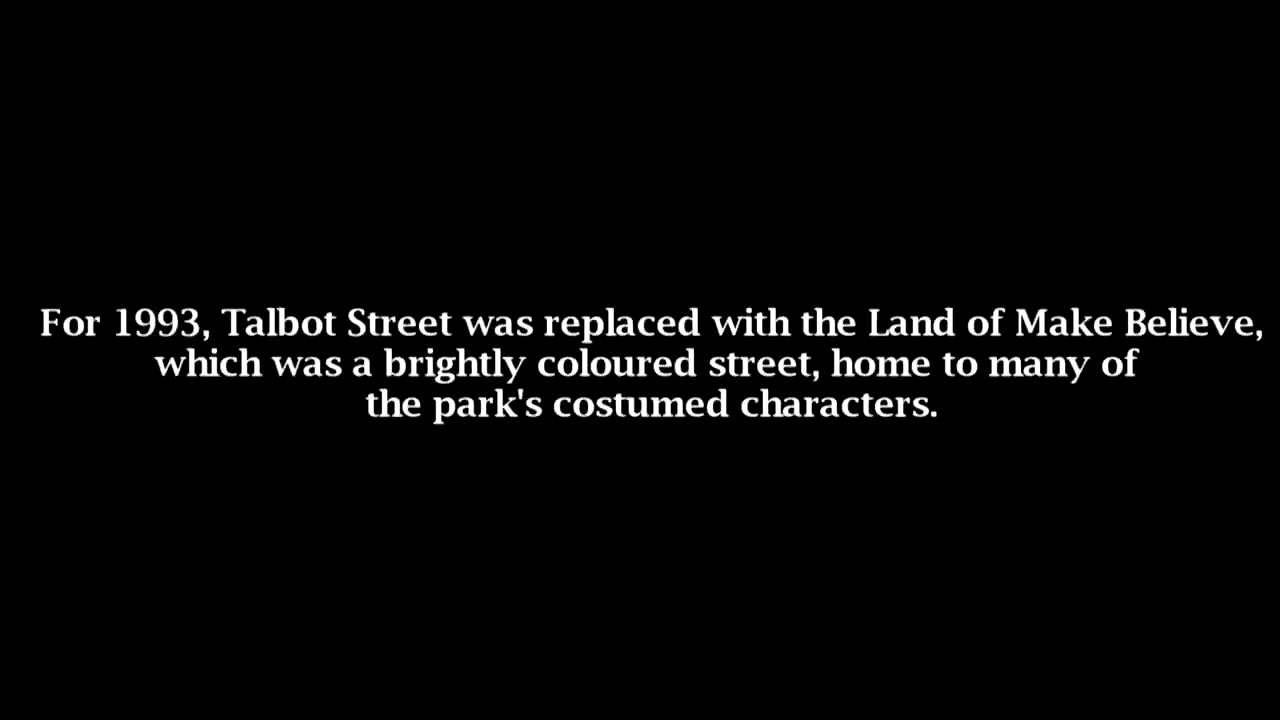 For 1993, Talbot Street was replaced with the Land of Make Believe,
which was a brightly coloured street, home to many of
the park's costumed characters.